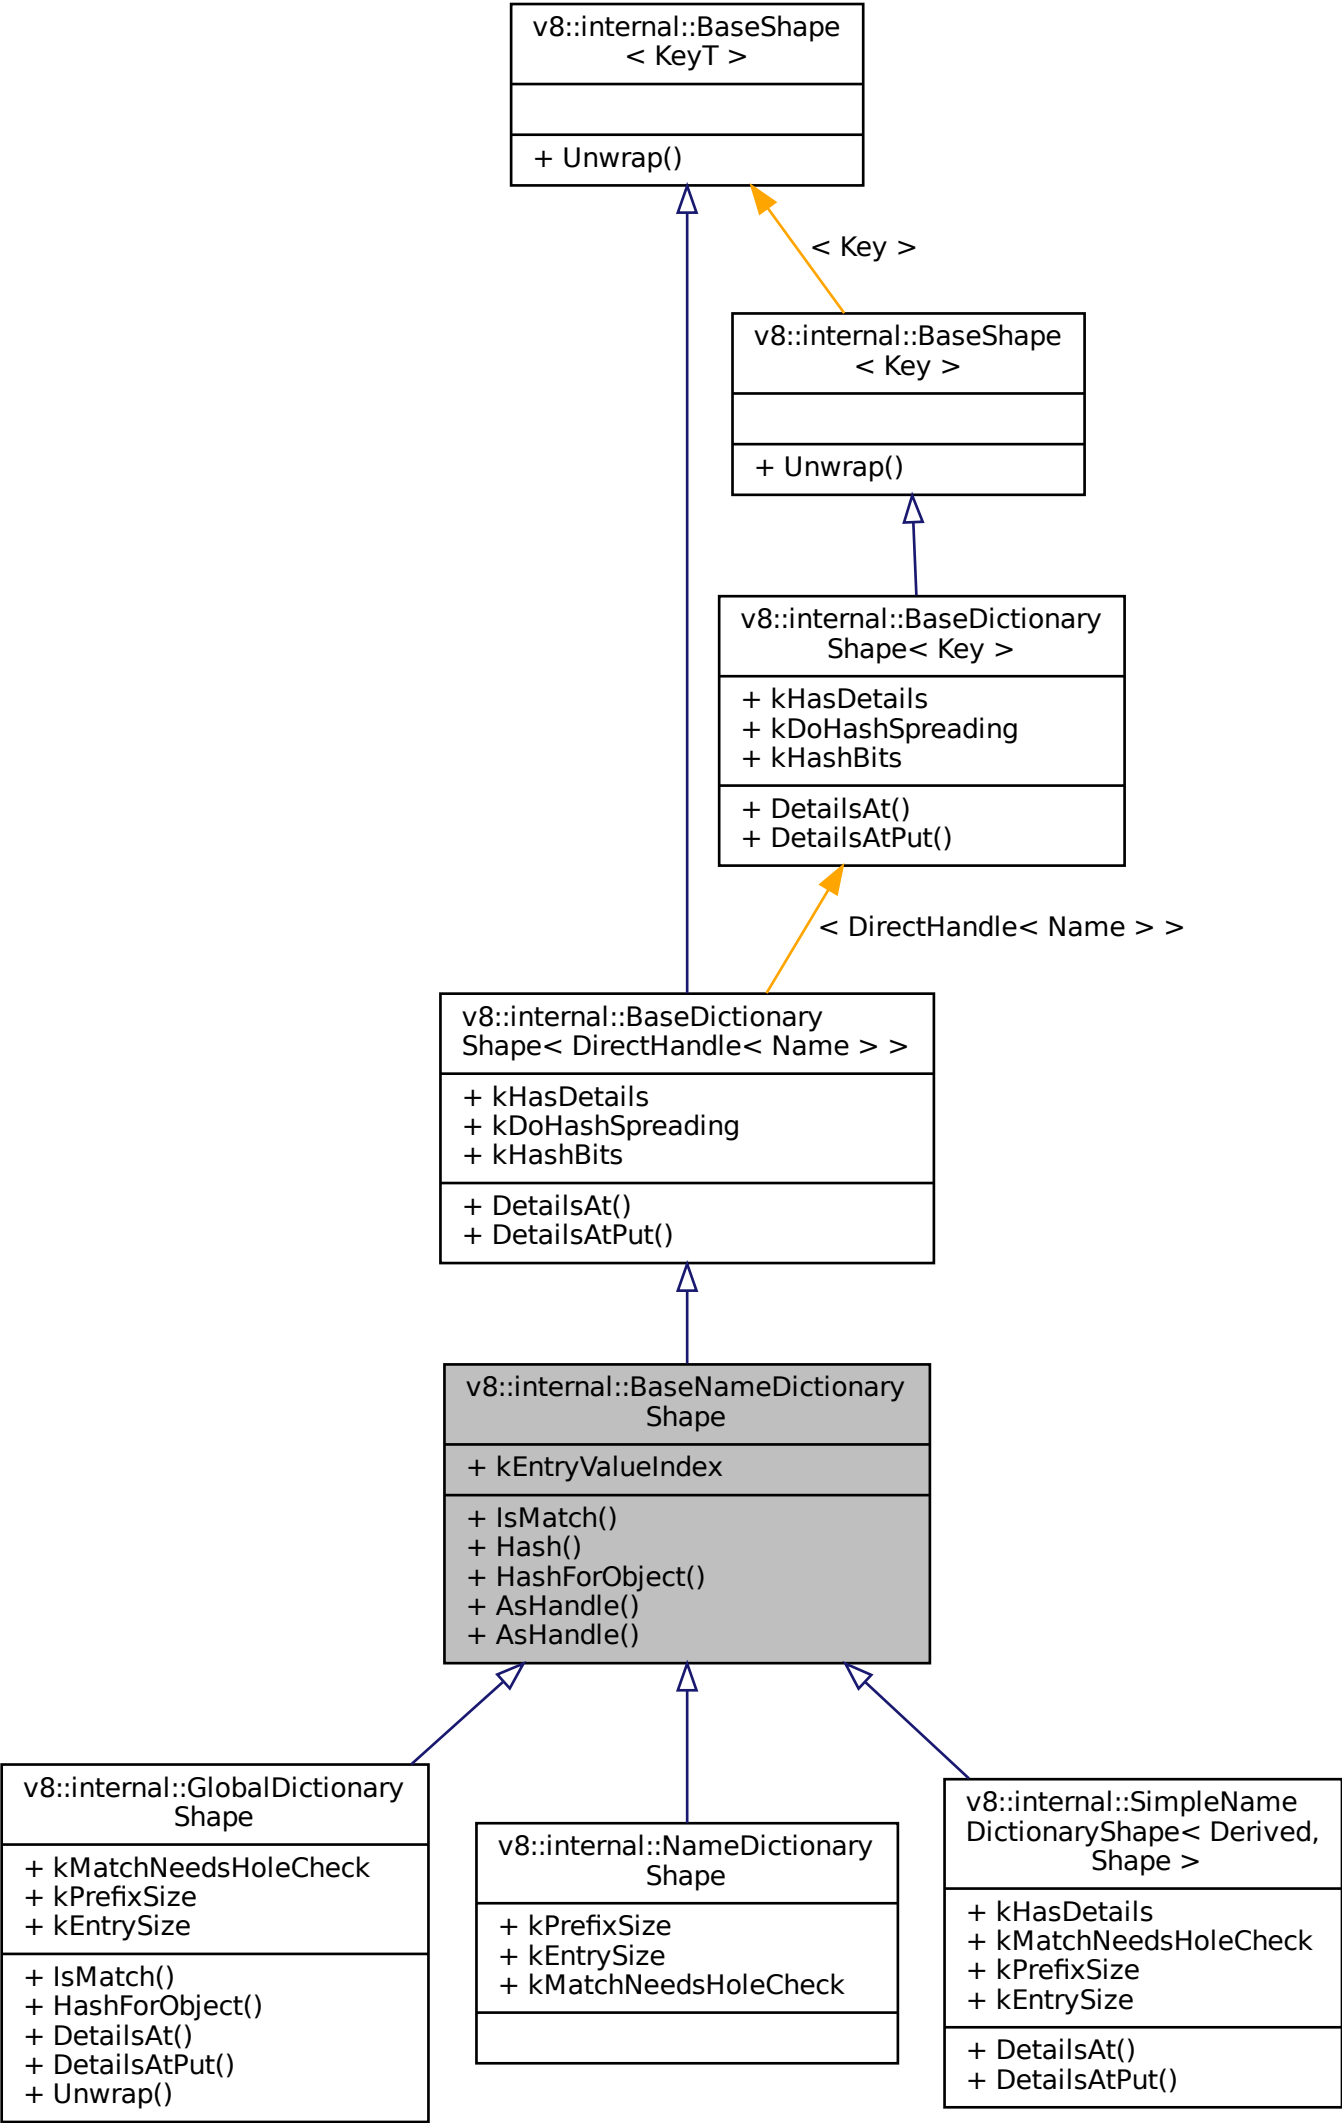 v8::internal::BaseShape
< KeyT >
+ Unwrap()
< Key >
v8::internal::BaseShape
< Key >
+ Unwrap()
v8::internal::BaseDictionary
Shape< Key >
+ kHasDetails
+ kDoHashSpreading
+ kHashBits
+ DetailsAt()
+ DetailsAtPut()
< DirectHandle< Name > >
v8::internal::BaseDictionary
Shape< DirectHandle< Name > >
+ kHasDetails
+ kDoHashSpreading
+ kHashBits
+ DetailsAt()
+ DetailsAtPut()
v8::internal::BaseNameDictionary
Shape
+ kEntryValueIndex
+ IsMatch()
+ Hash()
+ HashForObject()
+ AsHandle()
+ AsHandle()
v8::internal::GlobalDictionary
Shape
+ kMatchNeedsHoleCheck
+ kPrefixSize
+ kEntrySize
+ IsMatch()
+ HashForObject()
+ DetailsAt()
+ DetailsAtPut()
+ Unwrap()
v8::internal::NameDictionary
Shape
+ kPrefixSize
+ kEntrySize
+ kMatchNeedsHoleCheck
v8::internal::SimpleName
DictionaryShape< Derived,
Shape >
+ kHasDetails
+ kMatchNeedsHoleCheck
+ kPrefixSize
+ kEntrySize
+ DetailsAt()
+ DetailsAtPut()